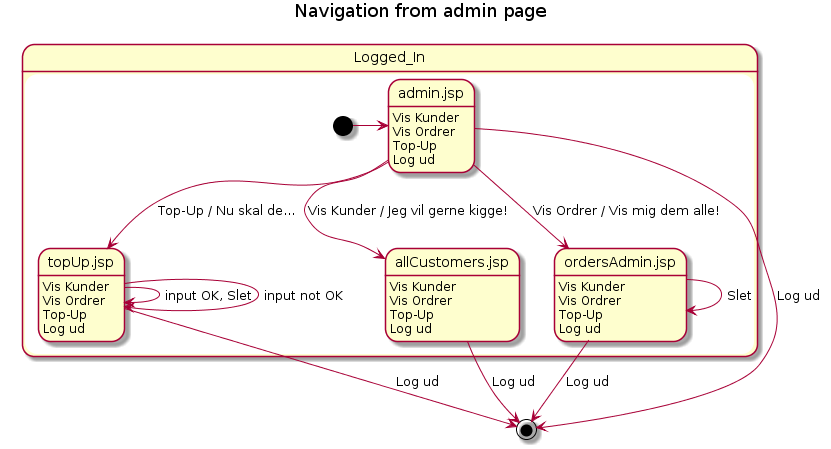 Navigation from admin page
Logged_In
admin.jsp
Vis Kunder
Vis Ordrer
Top-Up
Log ud
Top-Up / Nu skal de...
Vis Kunder / Jeg vil gerne kigge!
Vis Ordrer / Vis mig dem alle!
topUp.jsp
Vis Kunder
Vis Ordrer
Top-Up
Log ud
input OK, Slet
input not OK
allCustomers.jsp
Vis Kunder
Vis Ordrer
Top-Up
Log ud
ordersAdmin.jsp
Vis Kunder
Vis Ordrer
Top-Up
Log ud
Slet
Log ud
Log ud
Log ud
Log ud